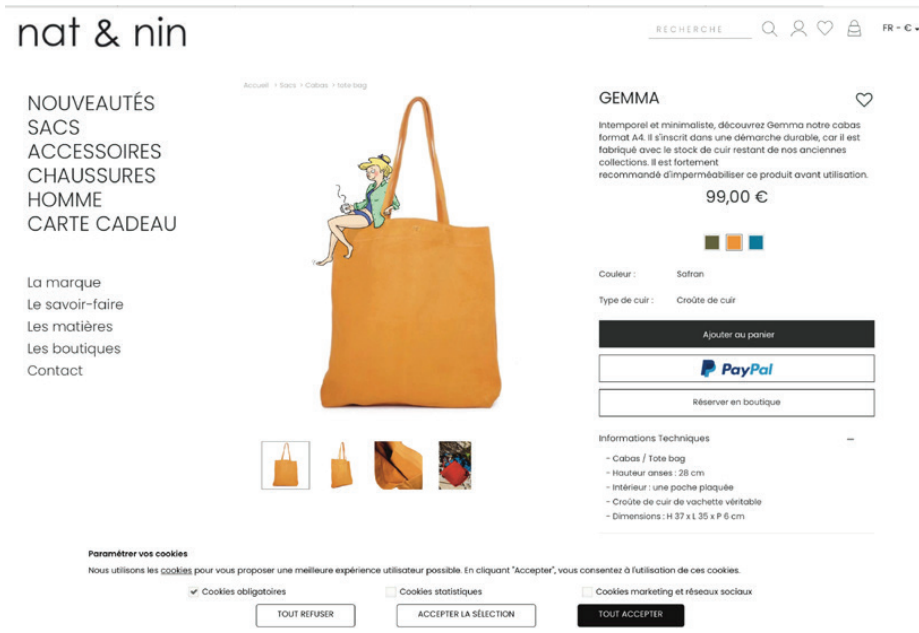 nat & nin
RECHERCHE
FR - €
NOUVEAUTÉS
SACS
ACCESSOIRES
CHAUSSURES
HOMME
CARTE CADEAU
La marque
Le savoir-faire
Les matières
Les boutiques
Contact
Accueil > Sacs > Cabas > tote bag
GEMMA
Intemporel et minimaliste, découvrez Gemma notre cabas
format A4. Il s'inscrit dans une démarche durable, car il est
fabriqué avec le stock de cuir restant de nos anciennes
collections. Il est fortement
recommandé d'imperméabiliser ce produit avant utilisation.
99,00 €
Couleur : Safran
Type de cuir : Croûte de cuir
Ajouter au panier
PayPal
Réserver en boutique
Informations Techniques
- Cabas / Tote bag
- Hauteur anses : 28 cm
- Intérieur : une poche plaquée
- Croûte de cuir de vachette véritable
- Dimensions : H 37 x L 35 x P 6 cm
Paramétrer vos cookies
Nous utilisons les cookies pour vous proposer une meilleure expérience utilisateur possible. En cliquant "Accepter", vous consentez à l'utilisation de ces cookies.
Cookies obligatoires Cookies statistiques Cookies marketing et réseaux sociaux
TOUT REFUSER ACCEPTER LA SÉLECTION TOUT ACCEPTER